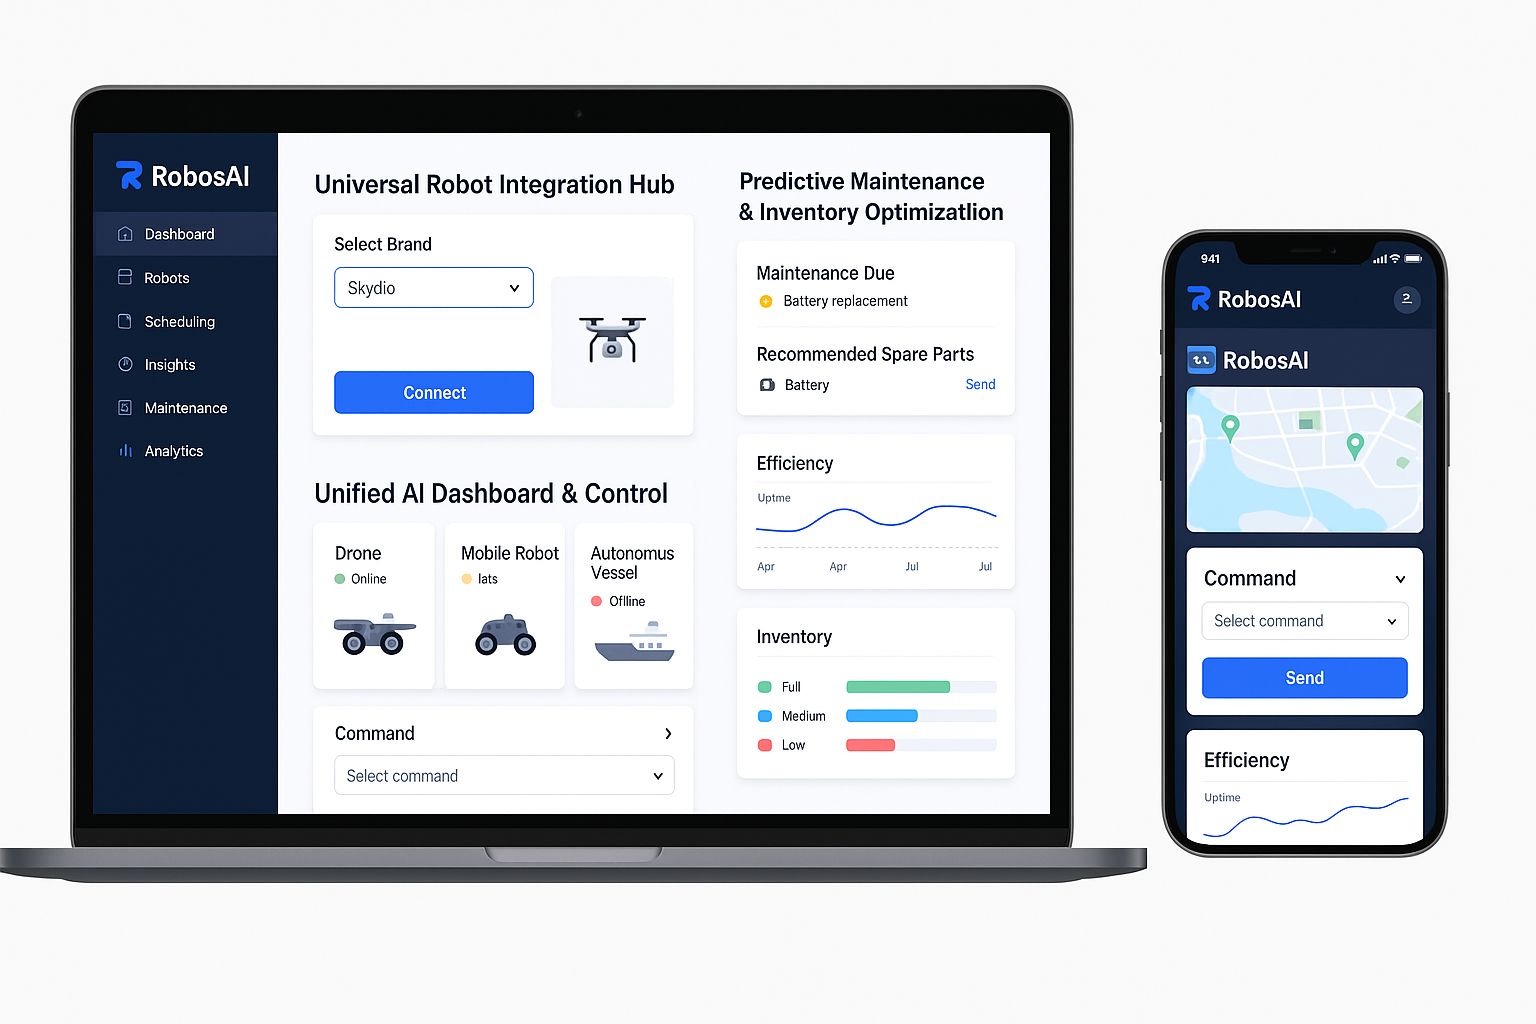 RobosAI
Dashboard
Robots
Scheduling
Insights
Maintenance
Analytics
Universal Robot Integration Hub
Select Brand
Skydio
Connect
Unified AI Dashboard & Control
Drone
Online
Mobile Robot
lats
Autonomus
Vessel
Oflline
Command
Select command
Predictive Maintenance
& Inventory Optimizatlion
Maintenance Due
Battery replacement
Recommended Spare Parts
Battery
Send
Efficiency
Uptme
Apr
Apr
Jul
Jul
Inventory
Full
Medium
Low
941
RobosAI
RobosAI
Command
Select command
Send
Efficiency
Uptime